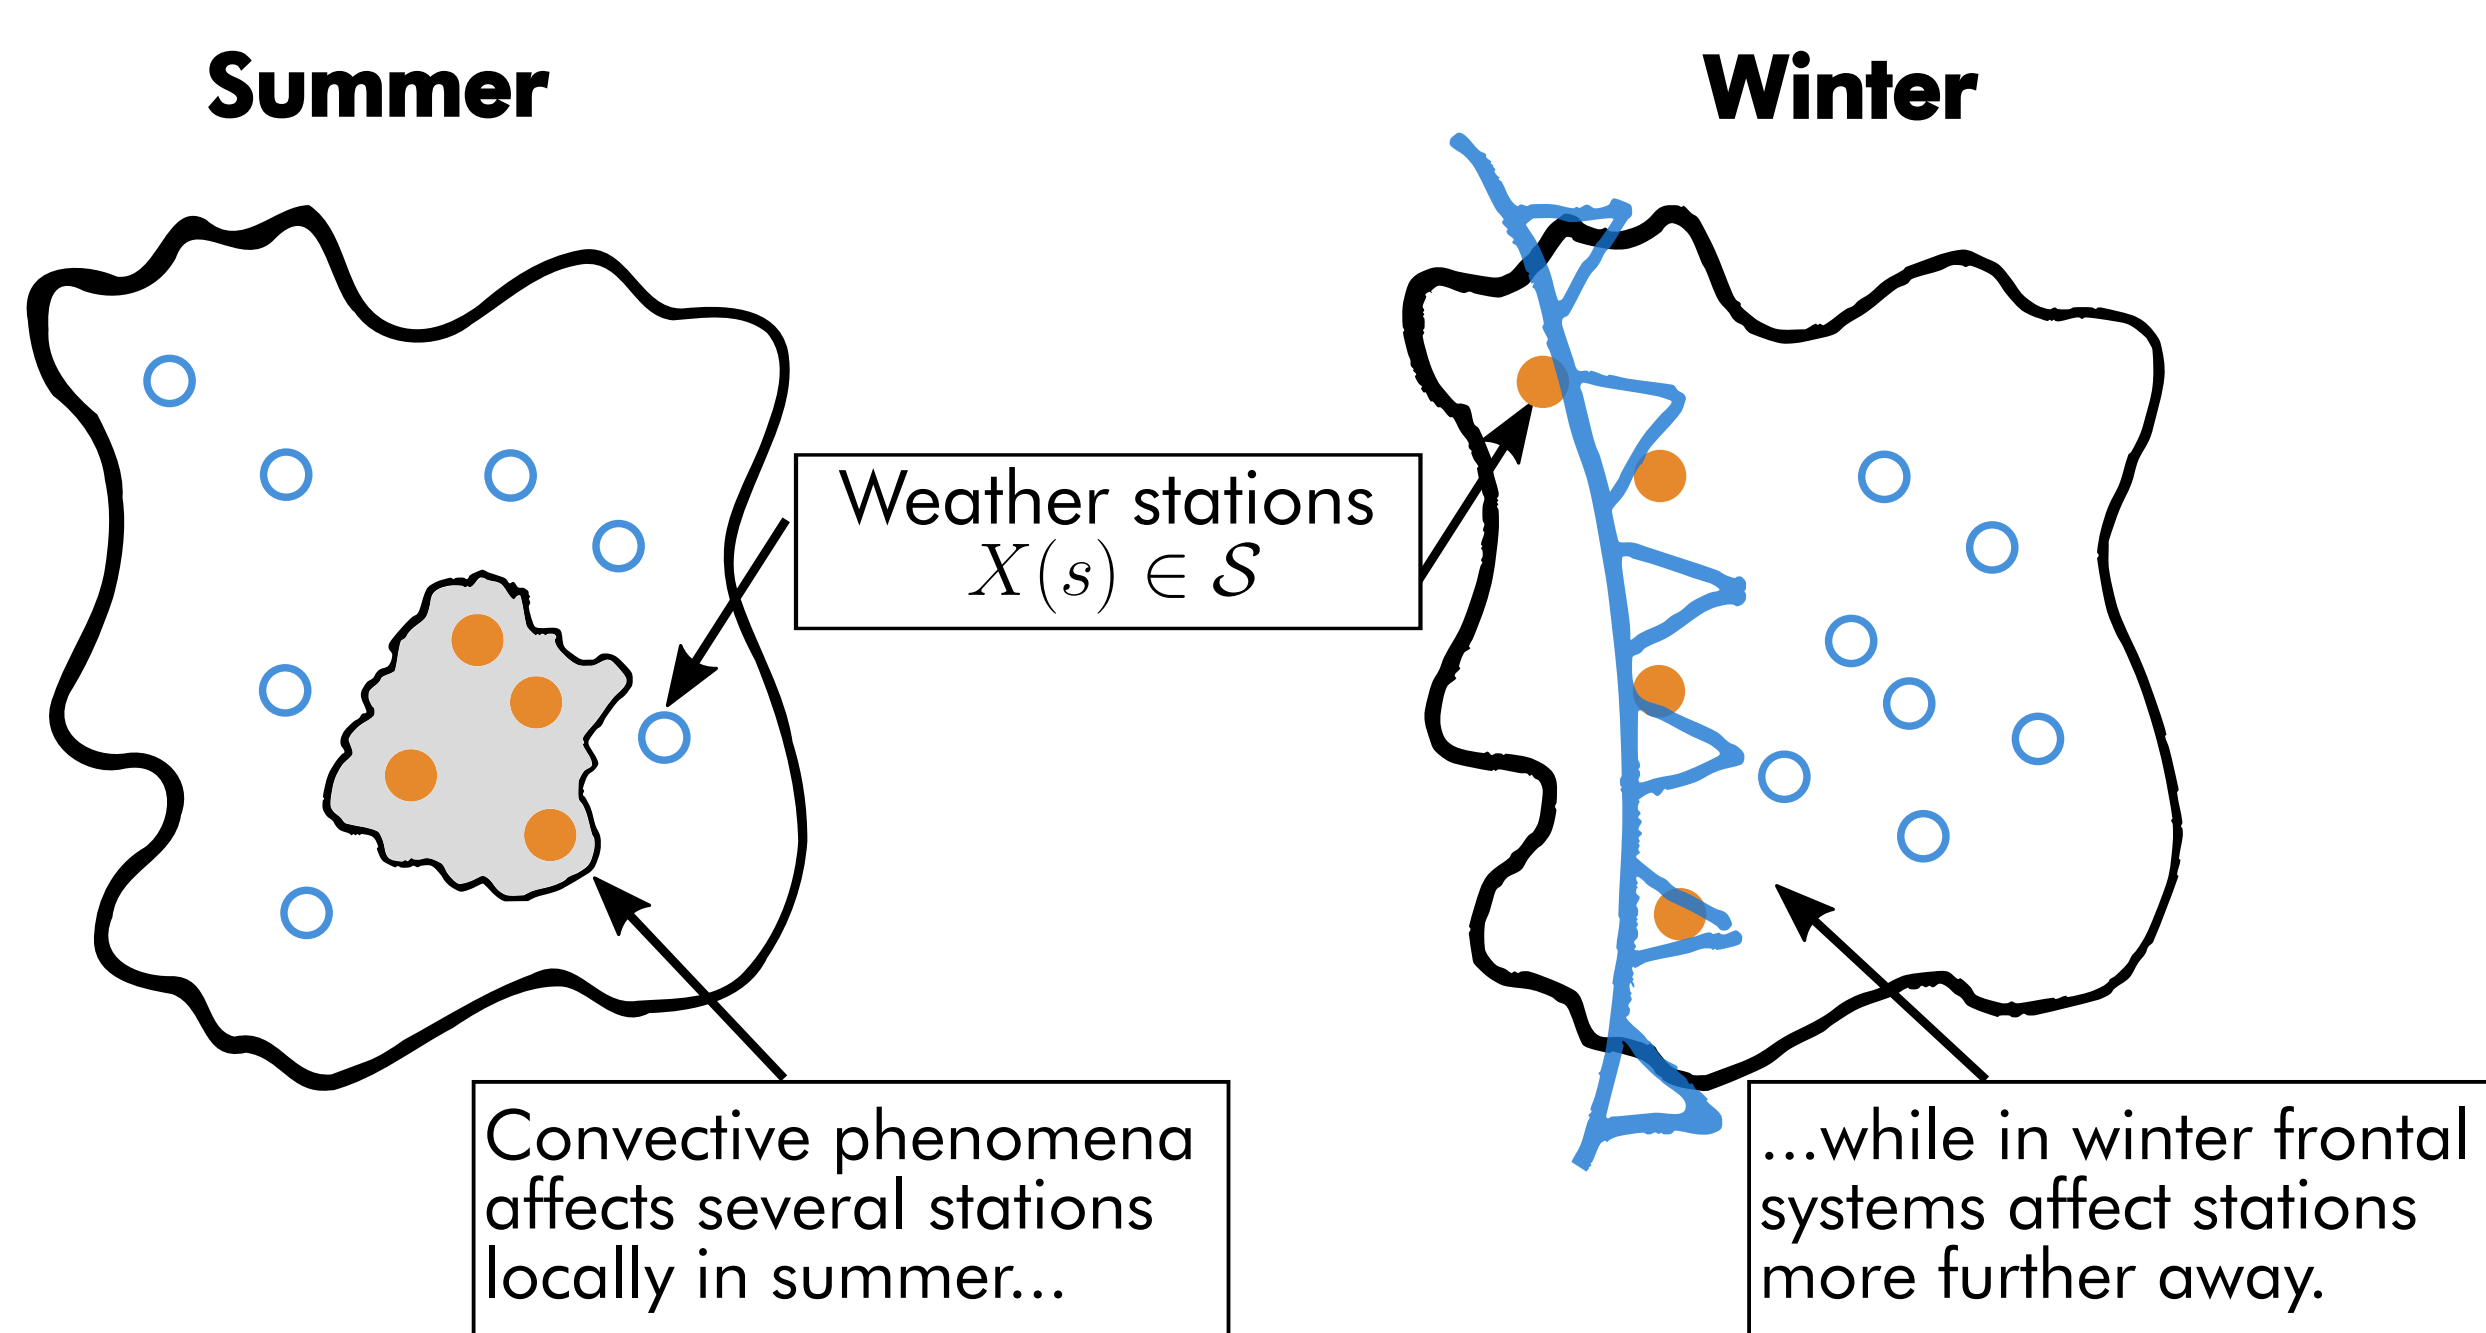 Summer
Winter
Weather stations
X(s) ∈ 𝒮
Convective phenomena
affects several stations
locally in summer...
...while in winter frontal
systems affect stations
more further away.